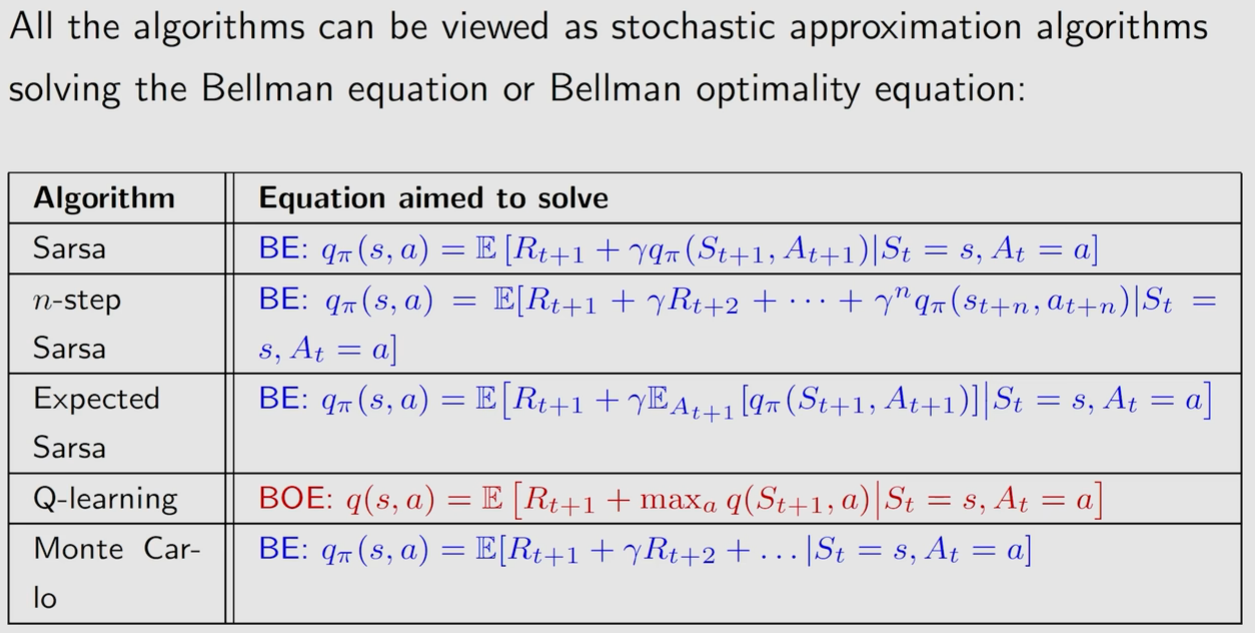 All the algorithms can be viewed as stochastic approximation algorithms
solving the Bellman equation or Bellman optimality equation:
Algorithm Equation aimed to solve
Sarsa BE: qπ(s, a) = 𝔼 [Rt+1 + γqπ(St+1, At+1)|St = s, At = a]
n-step BE: qπ(s, a) = 𝔼[Rt+1 + γRt+2 + ··· + γⁿqπ(st+n, at+n)|St =
Sarsa s, At = a]
Expected BE: qπ(s, a) = 𝔼[Rt+1 + γ𝔼At+1[qπ(St+1, At+1)]|St = s, At = a]
Sarsa
Q-learning BOE: q(s, a) = 𝔼 [Rt+1 + maxa q(St+1, a)|St = s, At = a]
Monte Car- BE: qπ(s, a) = 𝔼[Rt+1 + γRt+2 + ... |St = s, At = a]
lo